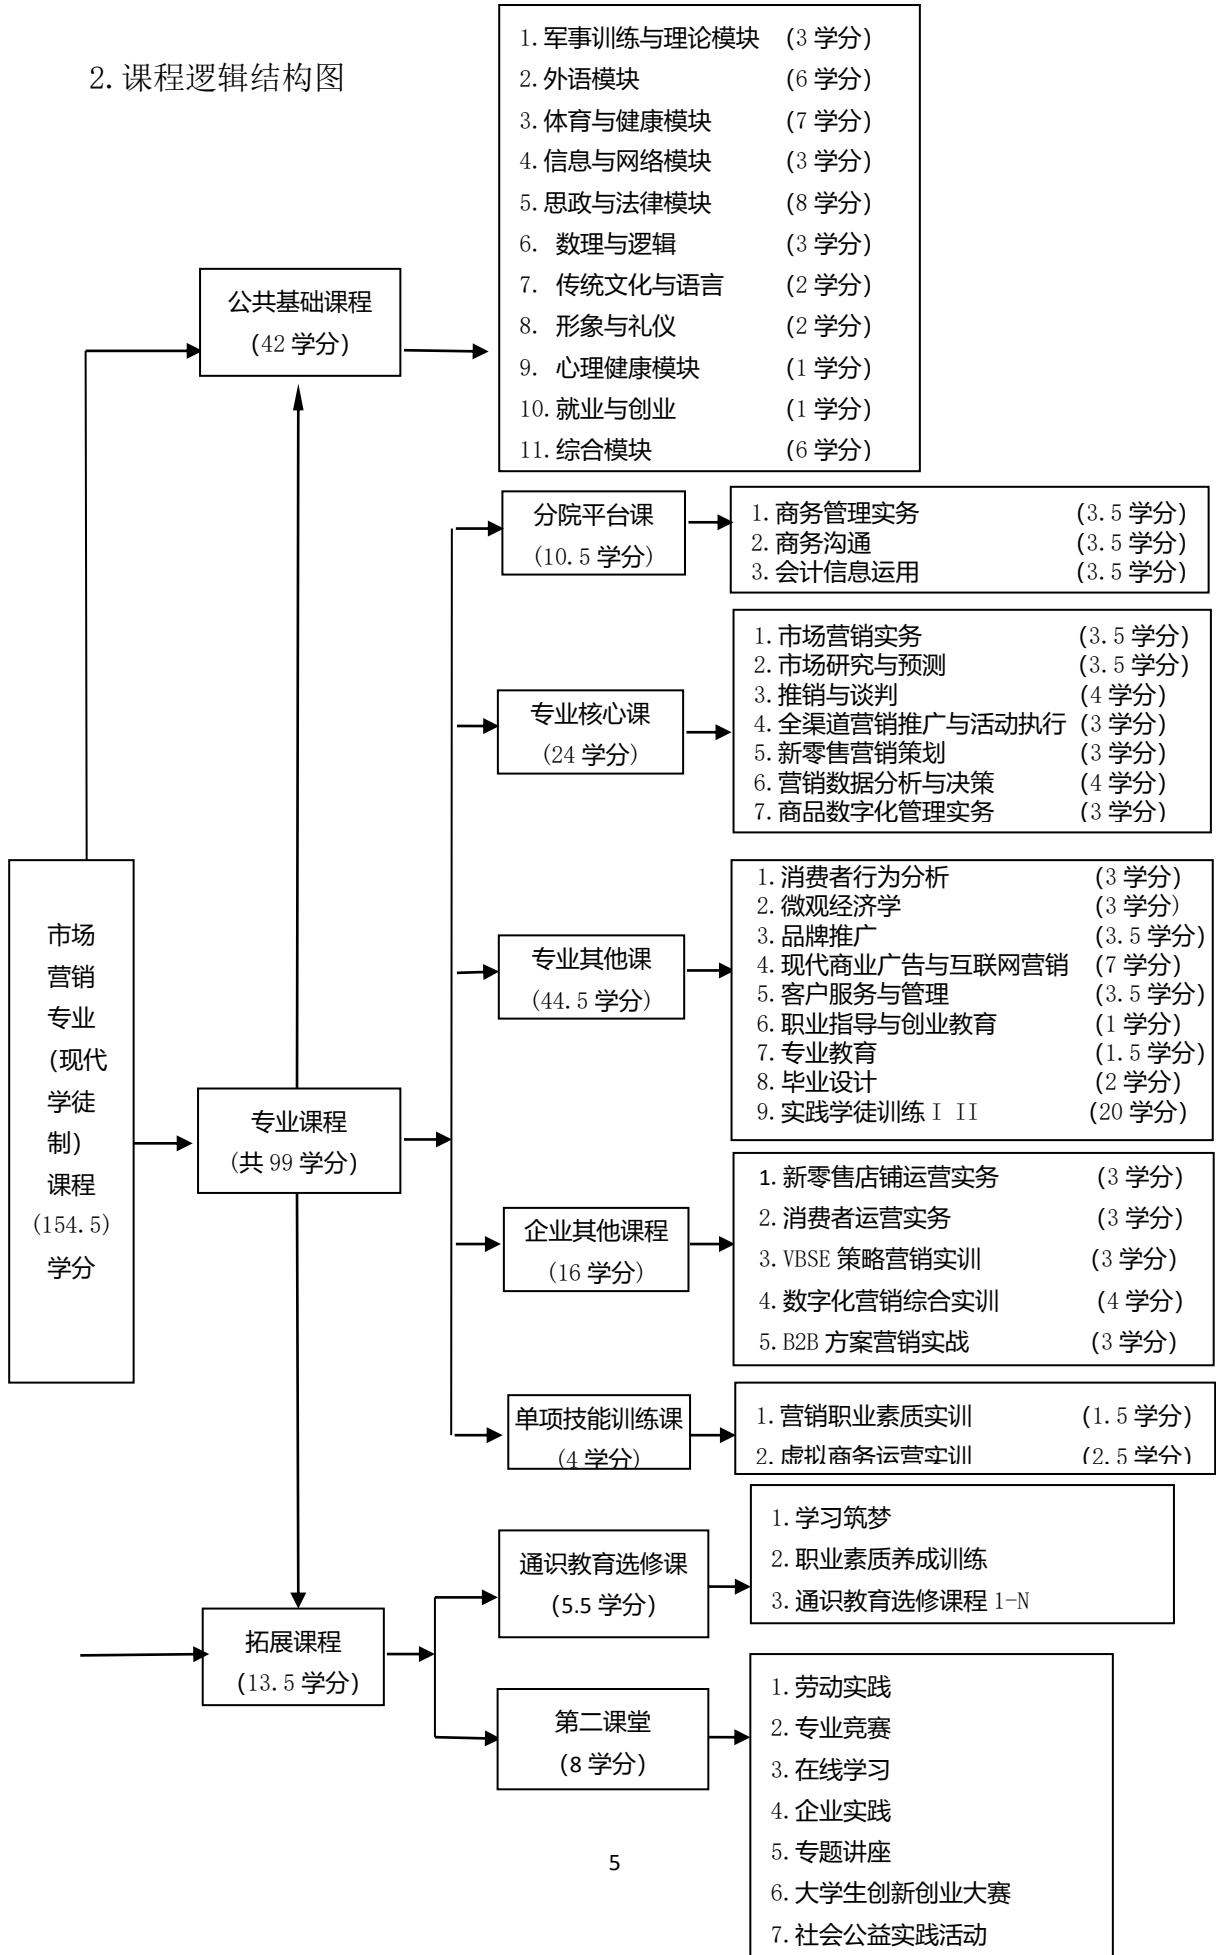 2.课程逻辑结构图
1.军事训练与理论模块 (3 学分)
2.外语模块 (6 学分)
3.体育与健康模块 (7 学分)
4.信息与网络模块 (3 学分)
5.思政与法律模块 (8 学分)
6. 数理与逻辑 (3 学分)
7. 传统文化与语言 (2 学分)
8. 形象与礼仪 (2 学分)
9. 心理健康模块 (1 学分)
10.就业与创业 (1 学分)
11.综合模块 (6 学分)
公共基础课程
(42 学分)
分院平台课
(10.5 学分)
1.商务管理实务 (3.5 学分)
2.商务沟通 (3.5 学分)
3.会计信息运用 (3.5 学分)
专业核心课
(24 学分)
1.市场营销实务 (3.5 学分)
2.市场研究与预测 (3.5 学分)
3.推销与谈判 (4 学分)
4.全渠道营销推广与活动执行 (3 学分)
5.新零售营销策划 (3 学分)
6.营销数据分析与决策 (4 学分)
7.商品数字化管理实务 (3 学分)
市场
营销
专业
(现代
学徒
制)
课程
(154.5)
学分
专业课程
(共 99 学分)
专业其他课
(44.5 学分)
1.消费者行为分析 (3 学分)
2.微观经济学 (3 学分)
3.品牌推广 (3.5 学分)
4.现代商业广告与互联网营销 (7 学分)
5.客户服务与管理 (3.5 学分)
6.职业指导与创业教育 (1 学分)
7.专业教育 (1.5 学分)
8.毕业设计 (2 学分)
9.实践学徒训练 I II (20 学分)
企业其他课程
(16 学分)
1.新零售店铺运营实务 (3 学分)
2.消费者运营实务 (3 学分)
3.VBSE 策略营销实训 (3 学分)
4.数字化营销综合实训 (4 学分)
5.B2B 方案营销实战 (3 学分)
单项技能训练课
(4 学分)
1.营销职业素质实训 (1.5 学分)
2.虚拟商务运营实训 (2.5 学分)
拓展课程
(13.5 学分)
通识教育选修课
(5.5 学分)
1.学习筑梦
2.职业素质养成训练
3.通识教育选修课程 1-N
第二课堂
(8 学分)
1.劳动实践
2.专业竞赛
3.在线学习
4.企业实践
5.专题讲座
6.大学生创新创业大赛
7.社会公益实践活动
5